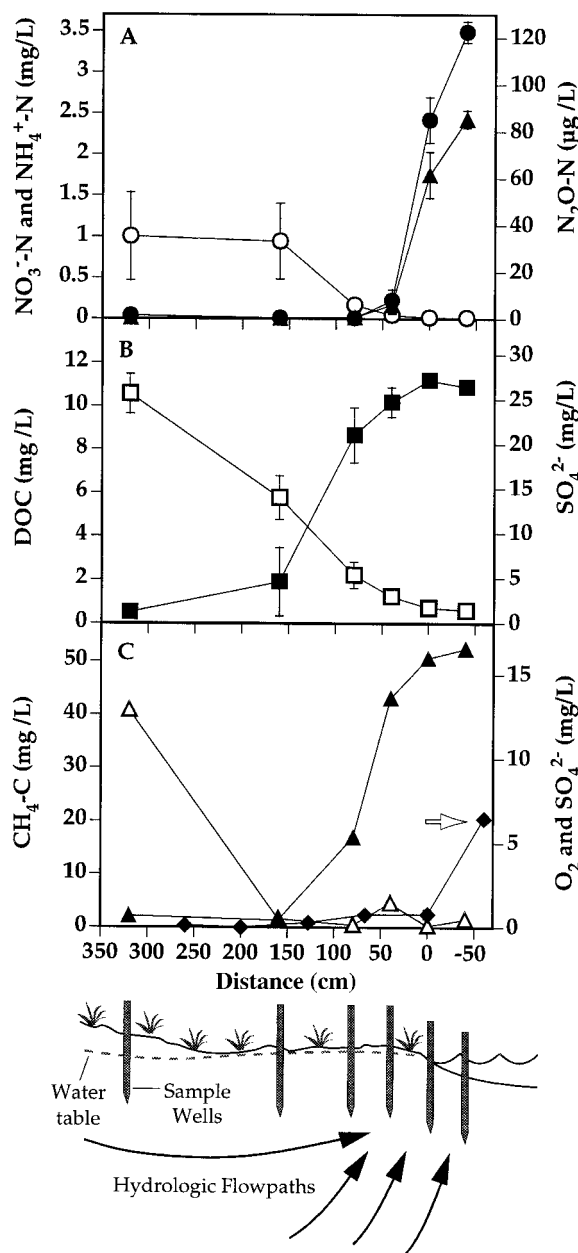 A
NO₃⁻-N and NH₄⁺-N (mg/L)
3.5
3
2.5
2
1.5
1
0.5
0
N₂O-N (µg /L)
120
100
80
60
40
20
0
B
DOC (mg /L)
12
10
8
6
4
2
0
SO₄²⁻ (mg/L)
30
25
20
15
10
5
0
C
CH₄-C (mg /L)
50
40
30
20
10
0
O₂ and SO₄²⁻ (mg/L)
15
10
5
0
350 300 250 200 150 100 50 0 -50
Distance (cm)
Water table
Sample Wells
Hydrologic Flowpaths